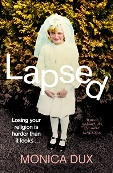 Lapsed
Losing your
religion is
harder than
it looks ...
MONICA DUX